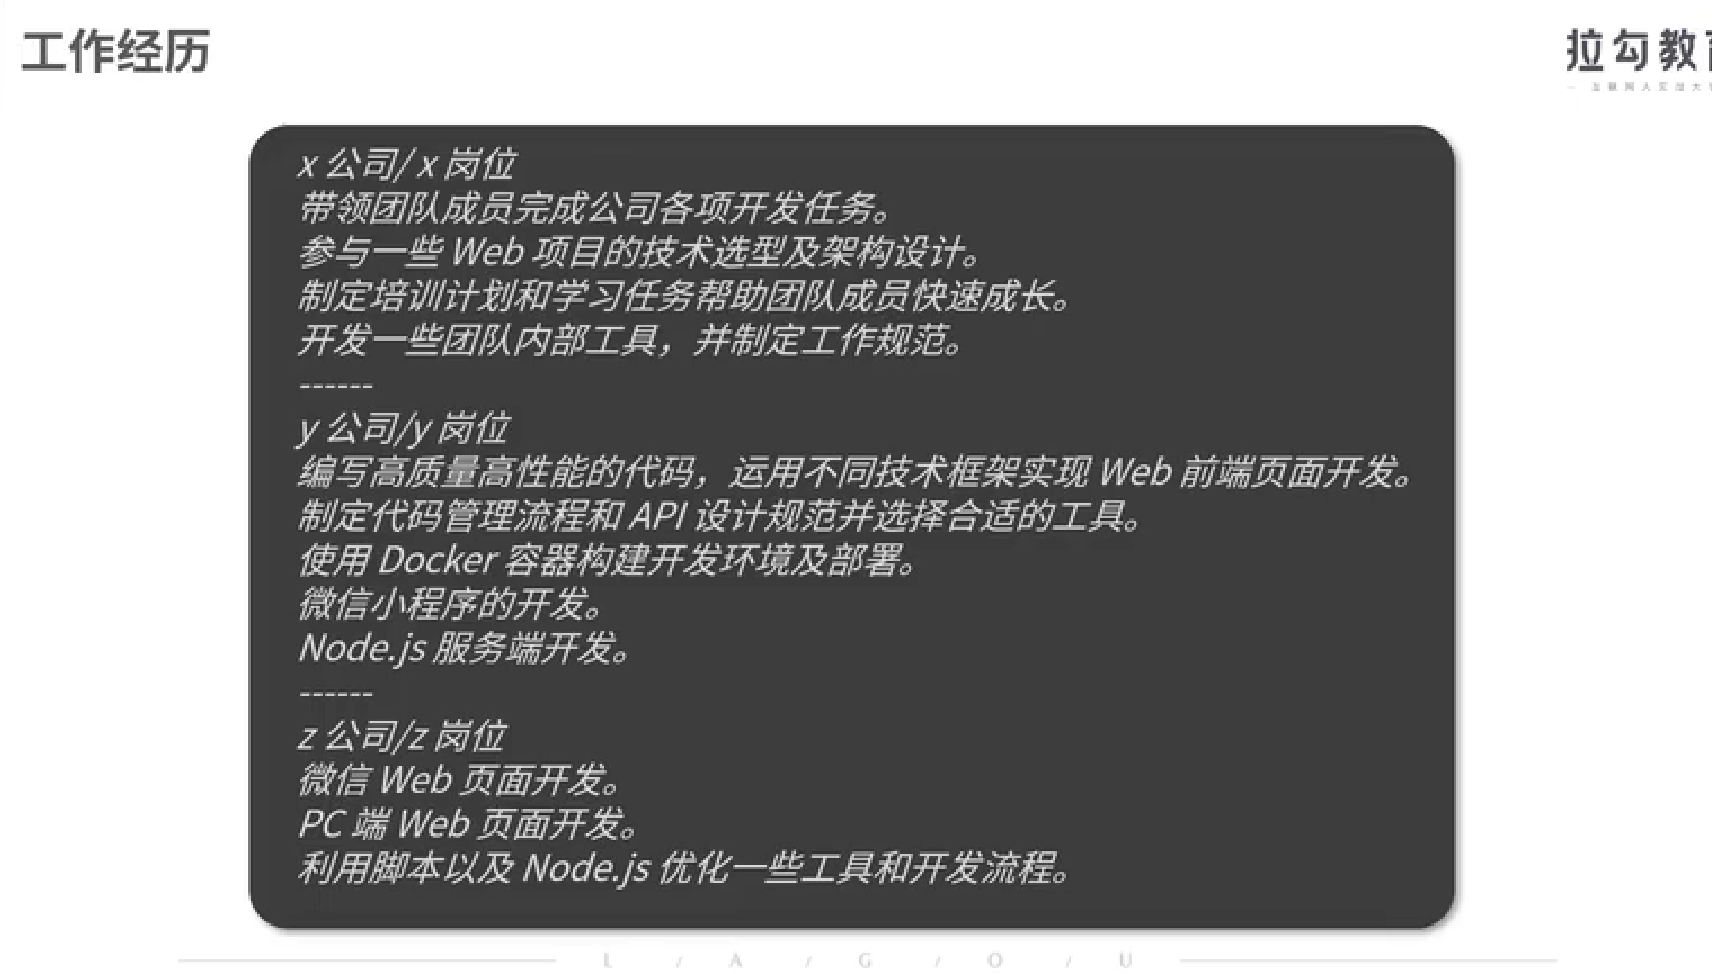 工作经历
拉勾教
x 公司/ x 岗位
带领团队成员完成公司各项开发任务。
参与一些 Web 项目的技术选型及架构设计。
制定培训计划和学习任务帮助团队成员快速成长。
开发一些团队内部工具，并制定工作规范。
------
y 公司/y 岗位
编写高质量高性能的代码，运用不同技术框架实现 Web 前端页面开发。
制定代码管理流程和 API 设计规范并选择合适的工具。
使用 Docker 容器构建开发环境及部署。
微信小程序的开发。
Node.js 服务端开发。
------
z 公司/z 岗位
微信 Web 页面开发。
PC 端 Web 页面开发。
利用脚本以及 Node.js 优化一些工具和开发流程。
L / A / G / O / U